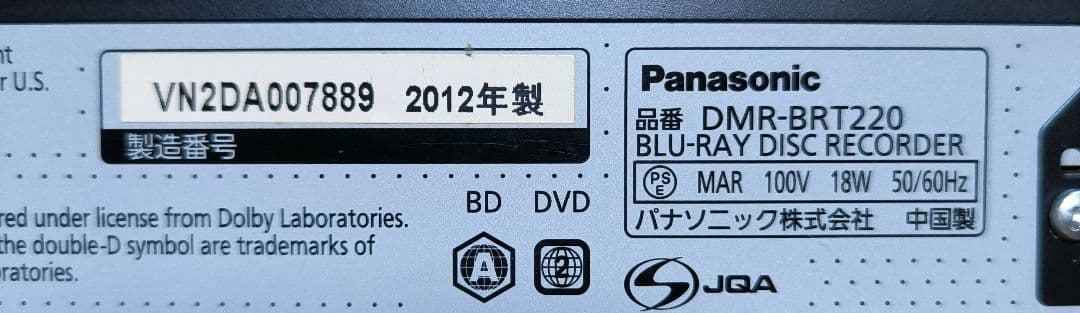 nt
r U.S.
VN2DA007889 2012年製
製造番号
Panasonic
品番 DMR-BRT220
BLU-RAY DISC RECORDER
PSE MAR 100V 18W 50/60Hz
パナソニック株式会社 中国製
BD DVD
A 2
JQA
red under license from Dolby Laboratories.
the double-D symbol are trademarks of
oratories.